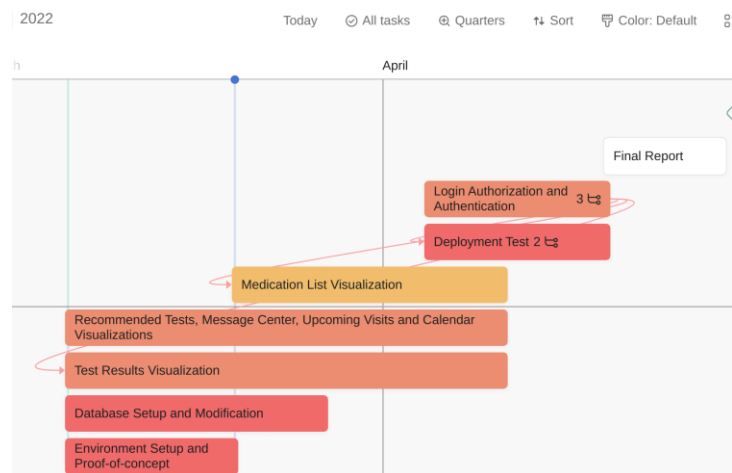 2022
Today
All tasks
Quarters
Sort
Color: Default
h
April
Final Report
Login Authorization and
Authentication
3
Deployment Test 2
Medication List Visualization
Recommended Tests, Message Center, Upcoming Visits and Calendar
Visualizations
Test Results Visualization
Database Setup and Modification
Environment Setup and
Proof-of-concept